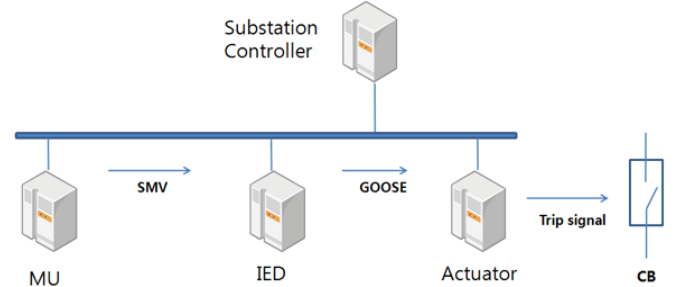 Substation
Controller
SMV
GOOSE
Trip signal
MU
IED
Actuator
CB